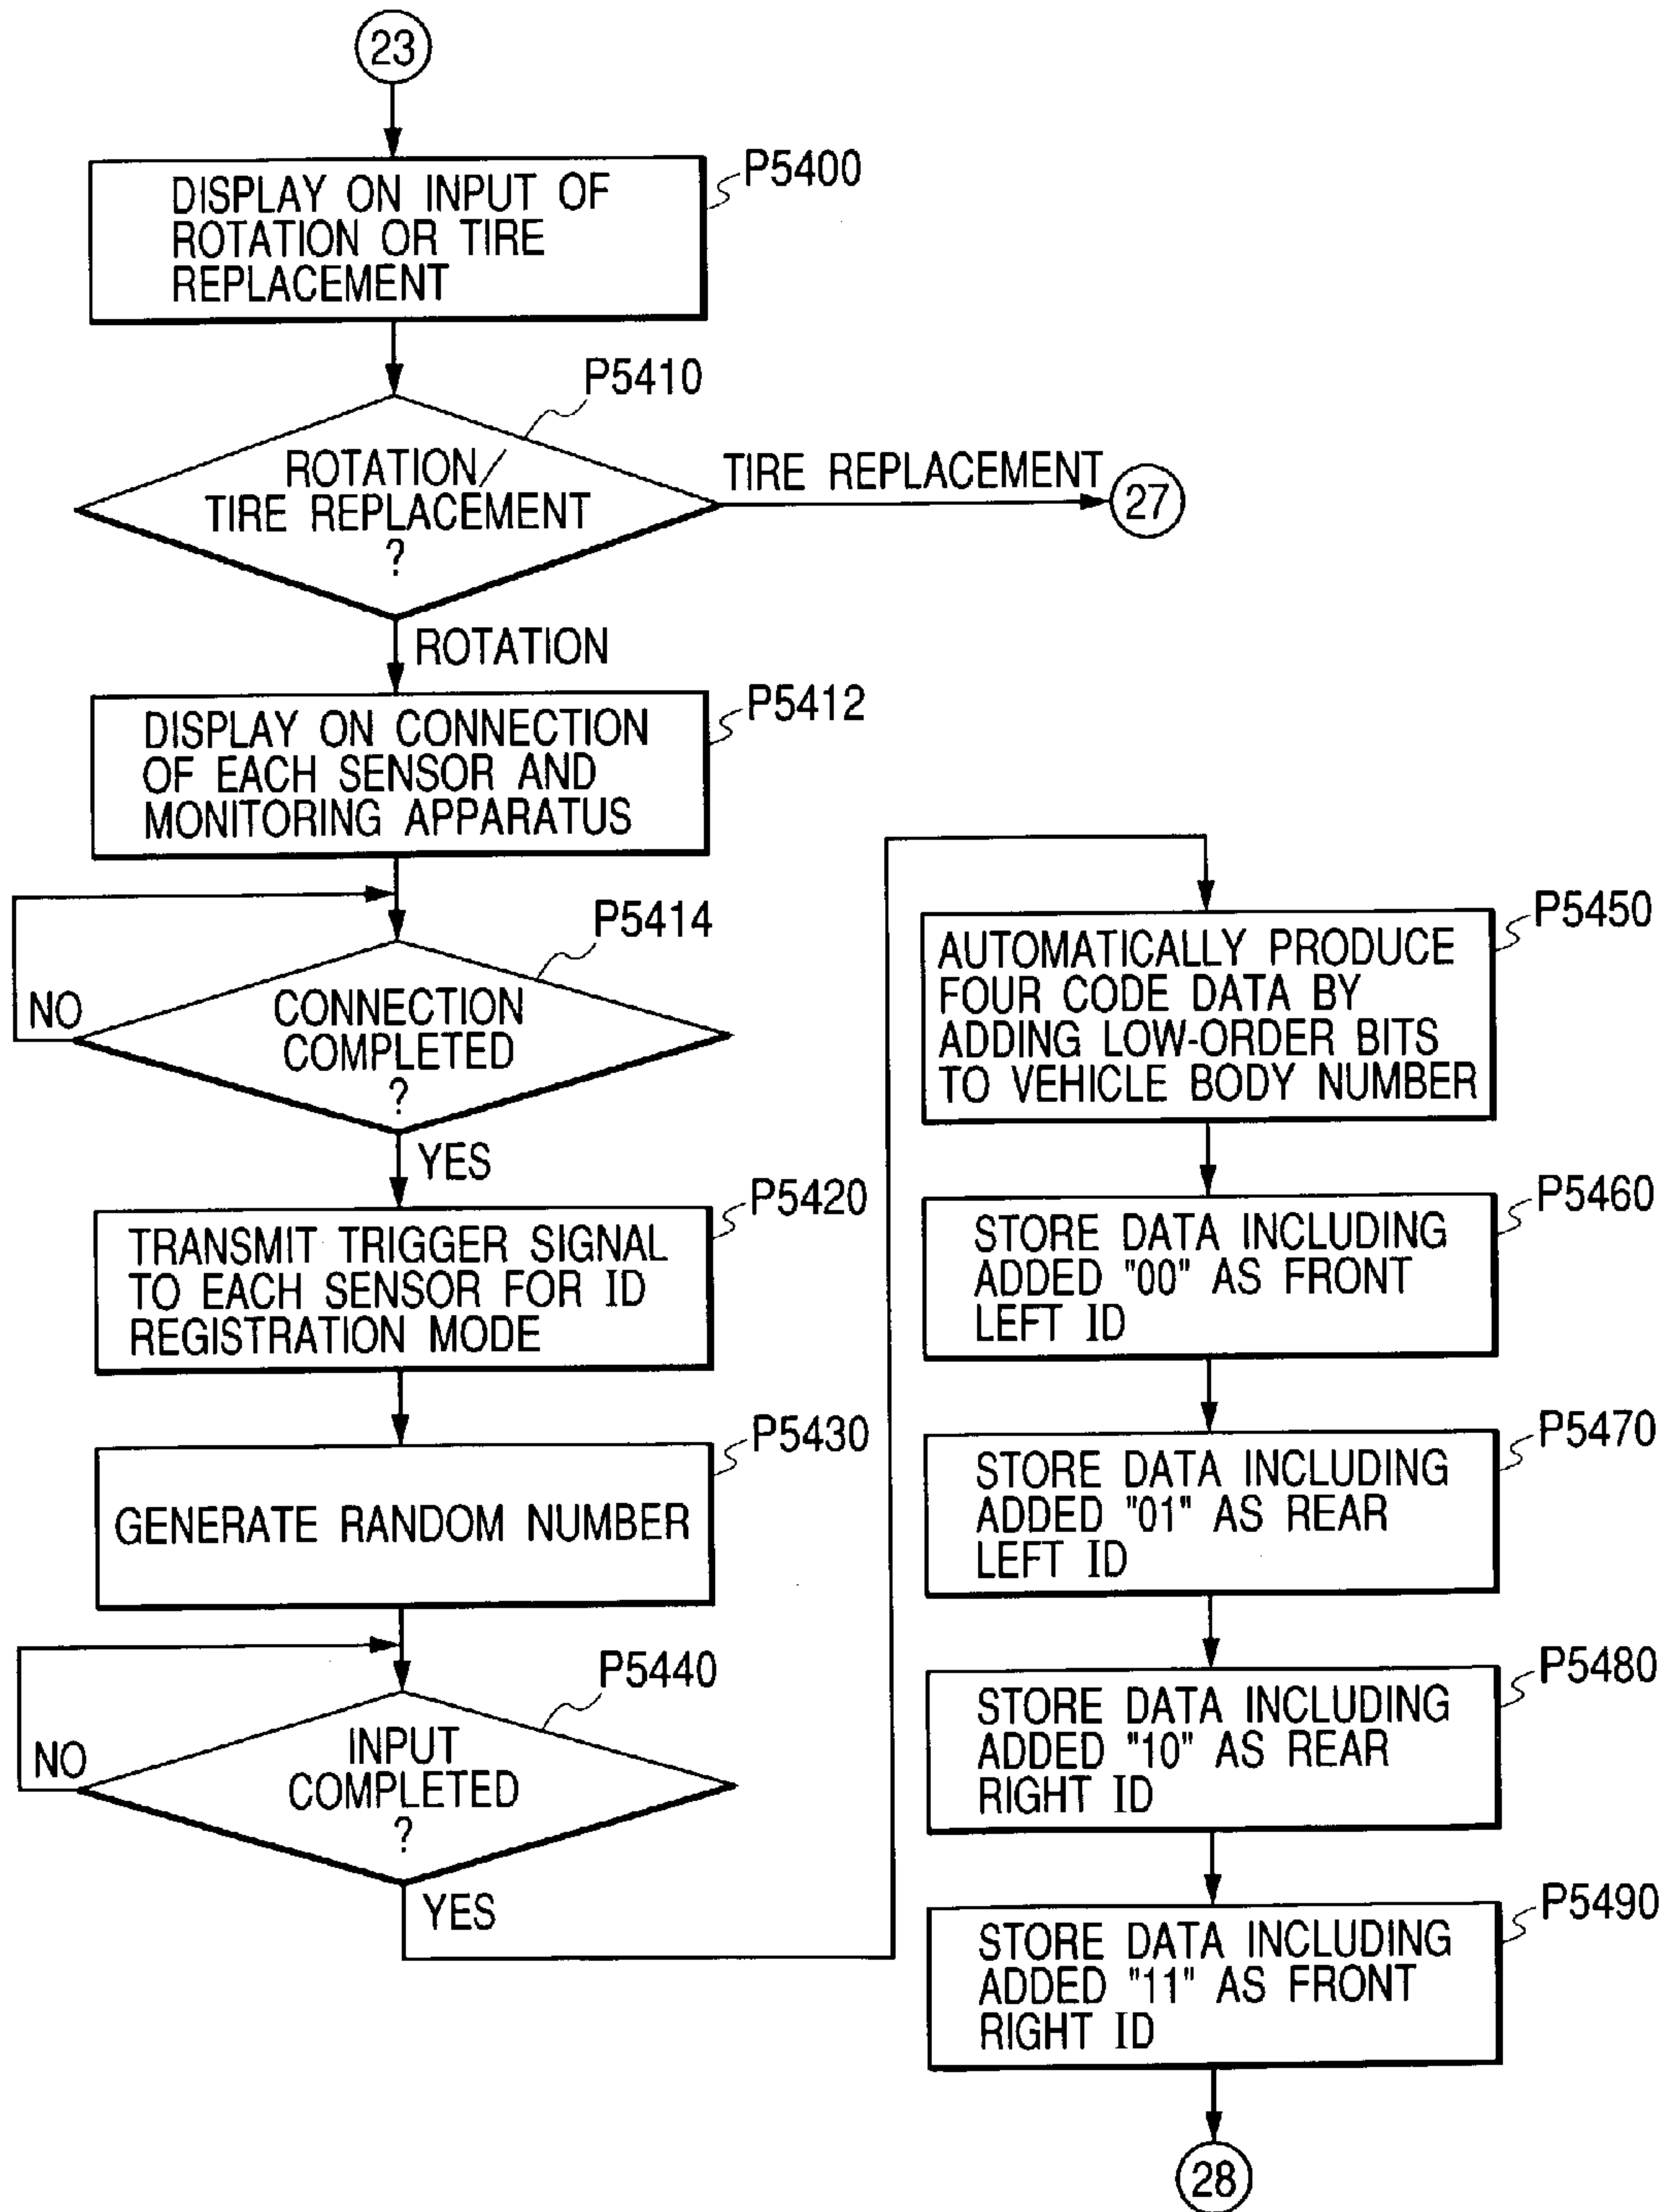 23
P5400
DISPLAY ON INPUT OF
ROTATION OR TIRE
REPLACEMENT
P5410
ROTATION/
TIRE REPLACEMENT
?
TIRE REPLACEMENT
27
ROTATION
P5412
DISPLAY ON CONNECTION
OF EACH SENSOR AND
MONITORING APPARATUS
P5414
CONNECTION
COMPLETED
?
NO
YES
P5420
TRANSMIT TRIGGER SIGNAL
TO EACH SENSOR FOR ID
REGISTRATION MODE
P5430
GENERATE RANDOM NUMBER
P5440
INPUT
COMPLETED
?
NO
YES
P5450
AUTOMATICALLY PRODUCE
FOUR CODE DATA BY
ADDING LOW-ORDER BITS
TO VEHICLE BODY NUMBER
P5460
STORE DATA INCLUDING
ADDED "00" AS FRONT
LEFT ID
P5470
STORE DATA INCLUDING
ADDED "01" AS REAR
LEFT ID
P5480
STORE DATA INCLUDING
ADDED "10" AS REAR
RIGHT ID
P5490
STORE DATA INCLUDING
ADDED "11" AS FRONT
RIGHT ID
28